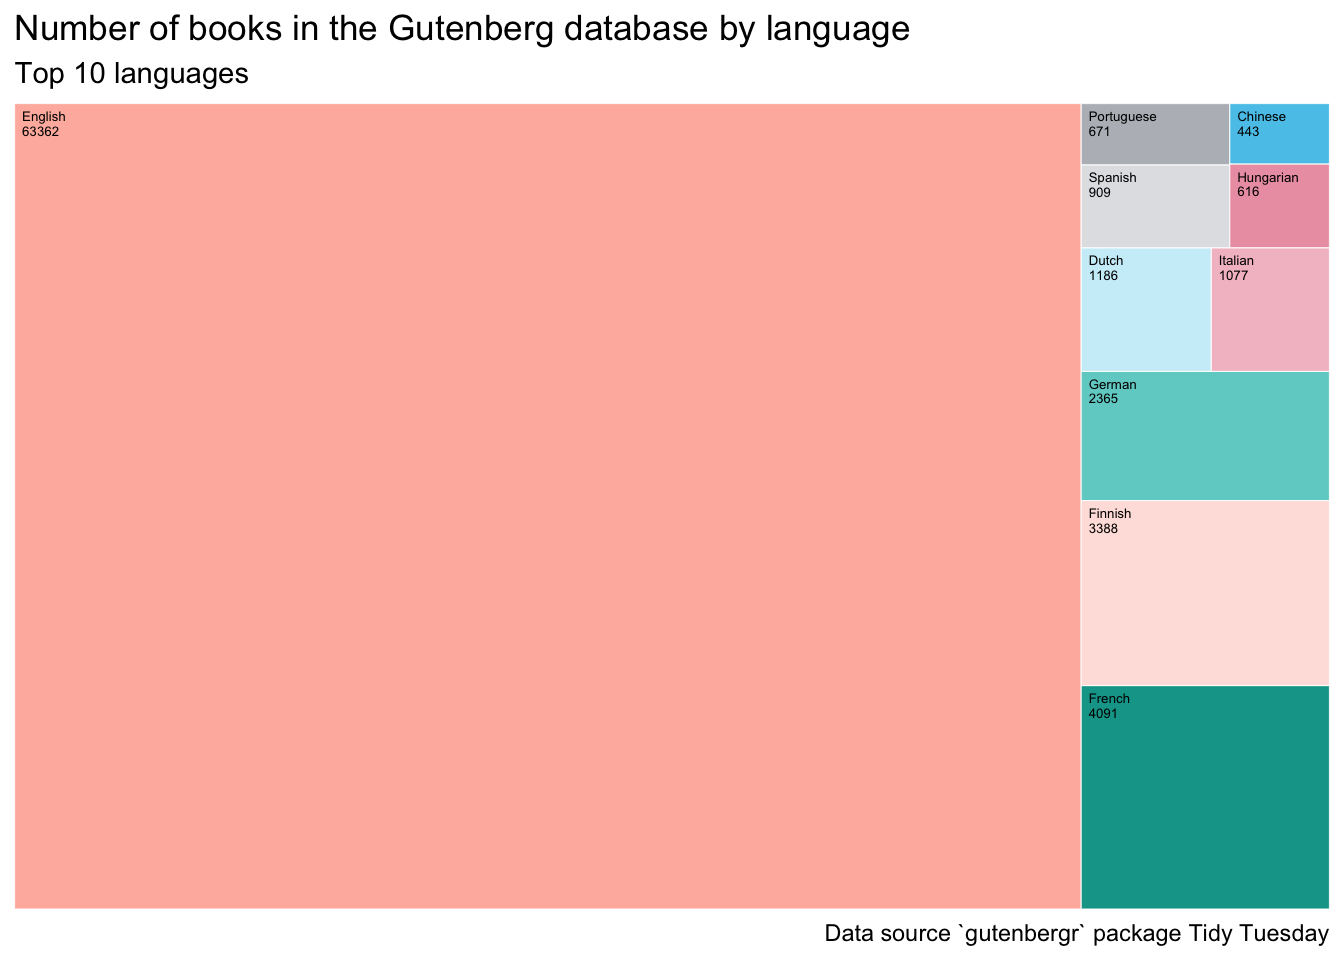 Number of books in the Gutenberg database by language
Top 10 languages
English
63362
Portuguese
671
Chinese
443
Spanish
909
Hungarian
616
Dutch
1186
Italian
1077
German
2365
Finnish
3388
French
4091
Data source `gutenbergr` package Tidy Tuesday